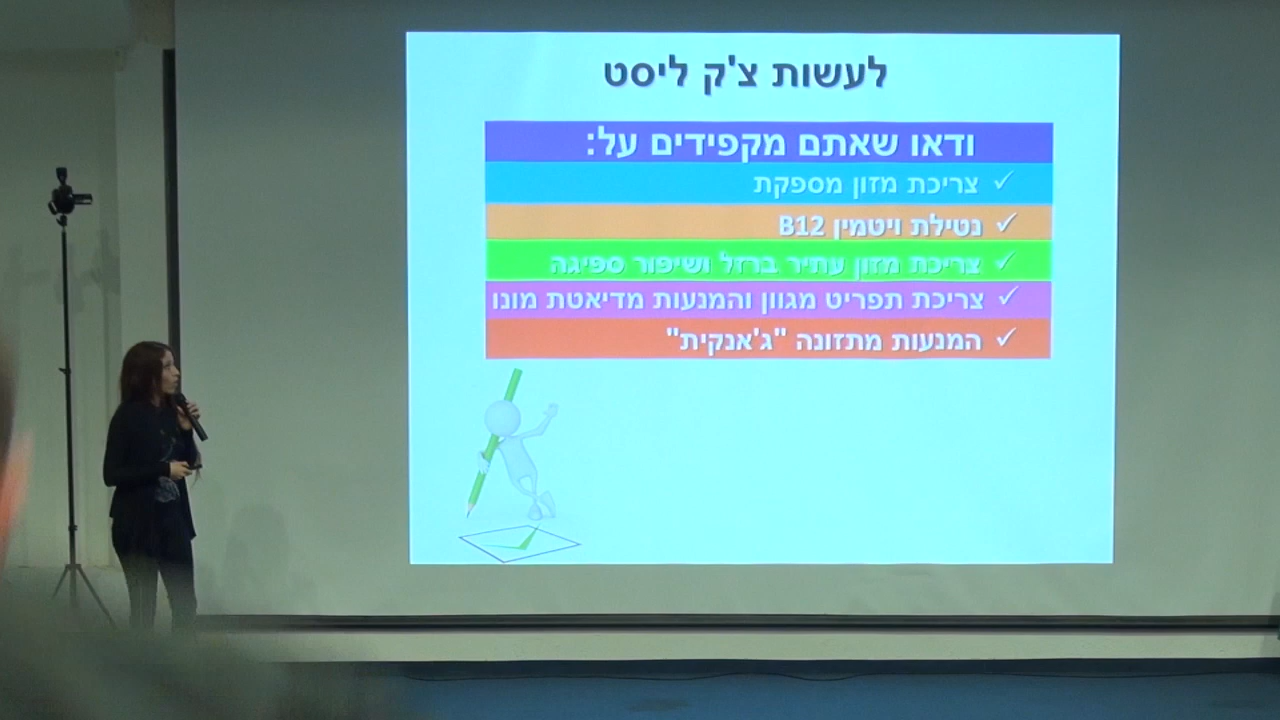 לעשות צ'ק ליסט
ודאו שאתם מקפידים על:
✓ צריכת מזון מספקת
✓ נטילת ויטמין B12
✓ צריכת מזון עתיר ברזל ושיפור ספיגה
✓ צריכת תפריט מגוון והמנעות מדיאטת מונו
✓ המנעות מתזונה "ג'אנקית"